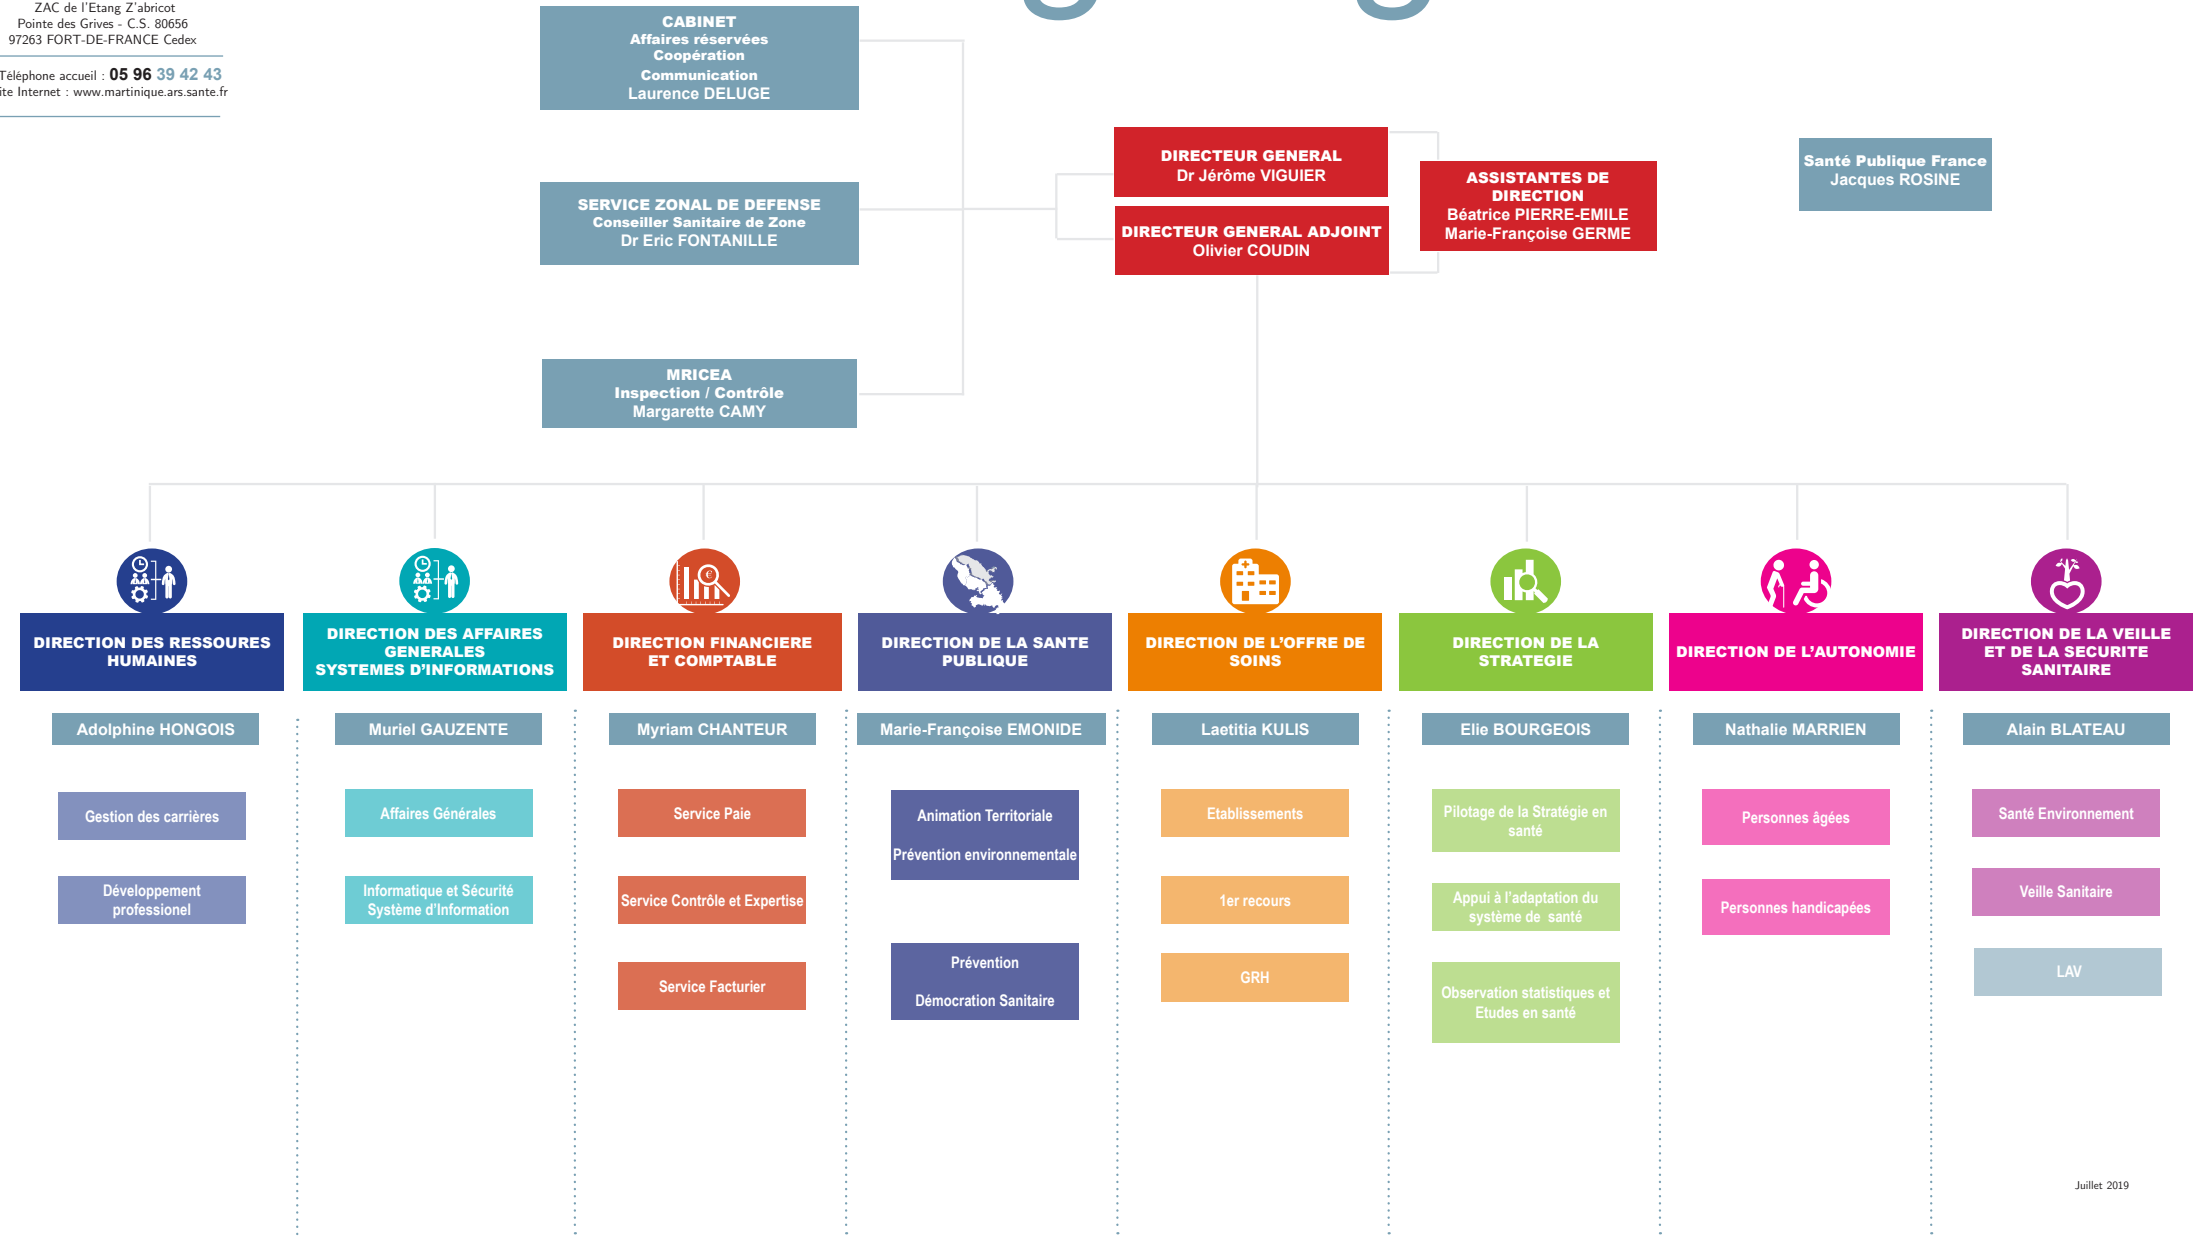 ZAC de l'Etang Z'abricot
Pointe des Grives - C.S. 80656
97263 FORT-DE-FRANCE Cedex
Téléphone accueil : 05 96 39 42 43
ite Internet : www.martinique.ars.sante.fr
CABINET
Affaires réservées
Coopération
Communication
Laurence DELUGE
DIRECTEUR GENERAL
Dr Jérôme VIGUIER
ASSISTANTES DE
DIRECTION
Béatrice PIERRE-EMILE
Marie-Françoise GERME
Santé Publique France
Jacques ROSINE
SERVICE ZONAL DE DEFENSE
Conseiller Sanitaire de Zone
Dr Eric FONTANILLE
DIRECTEUR GENERAL ADJOINT
Olivier COUDIN
MRICEA
Inspection / Contrôle
Margarette CAMY
DIRECTION DES RESSOURES
HUMAINES
Adolphine HONGOIS
Gestion des carrières
Développement
professionel
DIRECTION DES AFFAIRES
GENERALES
SYSTEMES D'INFORMATIONS
Muriel GAUZENTE
Affaires Générales
Informatique et Sécurité
Système d'Information
DIRECTION FINANCIERE
ET COMPTABLE
Myriam CHANTEUR
Service Paie
Service Contrôle et Expertise
Service Facturier
DIRECTION DE LA SANTE
PUBLIQUE
Marie-Françoise EMONIDE
Animation Territoriale
Prévention environnementale
Prévention
Démocration Sanitaire
DIRECTION DE L'OFFRE DE
SOINS
Laetitia KULIS
Etablissements
1er recours
GRH
DIRECTION DE LA
STRATEGIE
Elie BOURGEOIS
Pilotage de la Stratégie en
santé
Appui à l'adaptation du
système de santé
Observation statistiques et
Etudes en santé
DIRECTION DE L'AUTONOMIE
Nathalie MARRIEN
Personnes âgées
Personnes handicapées
DIRECTION DE LA VEILLE
ET DE LA SECURITE
SANITAIRE
Alain BLATEAU
Santé Environnement
Veille Sanitaire
LAV
Juillet 2019